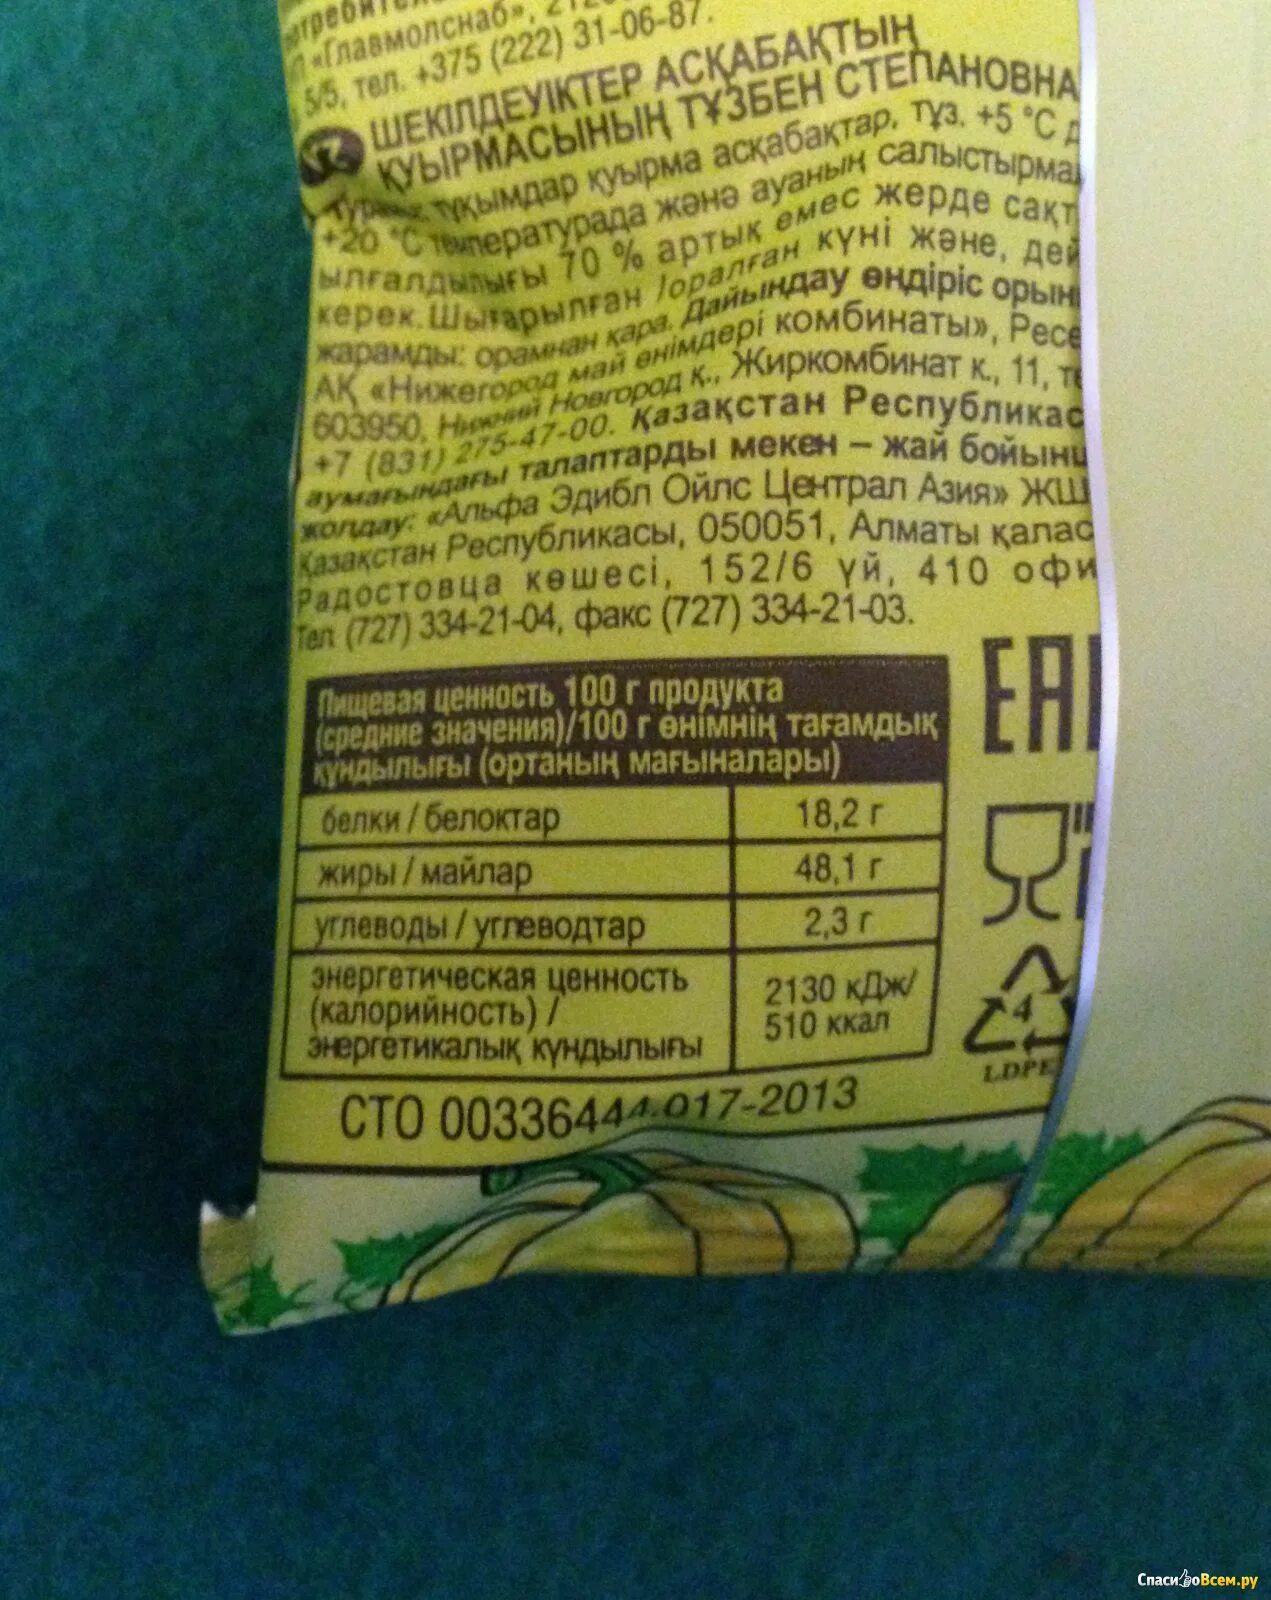 «Главмолснаб»,
5/5, тел. +375 (222) 31-06-87.
ШЕКІЛДЕУІКТЕР АСҚАБАҚТЫҢ
ҚУЫРМАСЫНЫҢ ТҰЗБЕН СТЕПАНОВНА
тұқымдар қуырма асқабақтар, тұз. +5 °C
+20 °C температурада және ауаның салыстырма
ылғалдылығы 70 % артық емес жерде сақт
керек. Шығарылған /оралған күні және, дей
жарамды: орамнан қара. Дайындау өндіріс орын
АҚ «Нижегород май өнімдері комбинаты», Ресе
603950, Нижний Новгород қ., Жиркомбинат к., 11, те
+7 (831) 275-47-00. Қазақстан Республикас
аумағындағы талаптарды мекен – жай бойынш
жолдау: «Альфа Эдибл Ойлс Централ Азия» ЖШ
Қазақстан Республикасы, 050051, Алматы қалас
Радостовца көшесі, 152/6 үй, 410 офи
Тел. (727) 334-21-04, факс (727) 334-21-03.
Пищевая ценность 100 г продукта
(средние значения)/100 г өнімнің тағамдық
құндылығы (ортаның мағыналары)
белки / белоктар 18,2 г
жиры / майлар 48,1 г
углеводы / углеводтар 2,3 г
энергетическая ценность
(калорийность) /
энергетикалық күндылығы
2130 кДж/
510 ккал
ЕАС
4
LDPE
СТО 00336444-017-2013
СпасибоВсем.ру